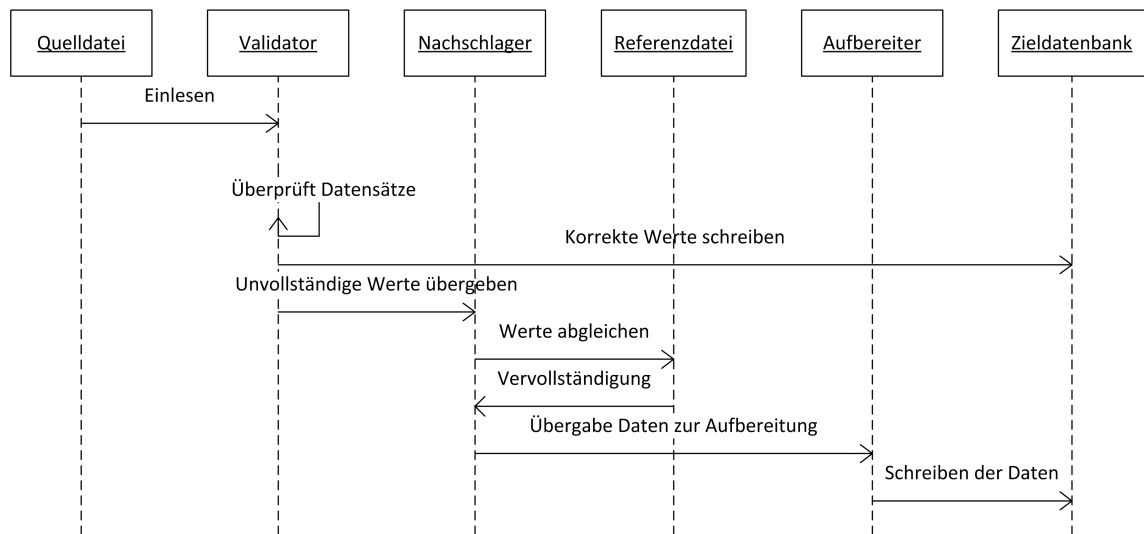 Quelldatei
Validator
Nachschlager
Referenzdatei
Aufbereiter
Zieldatenbank
Einlesen
Überprüft Datensätze
Korrekte Werte schreiben
Unvollständige Werte übergeben
Werte abgleichen
Vervollständigung
Übergabe Daten zur Aufbereitung
Schreiben der Daten